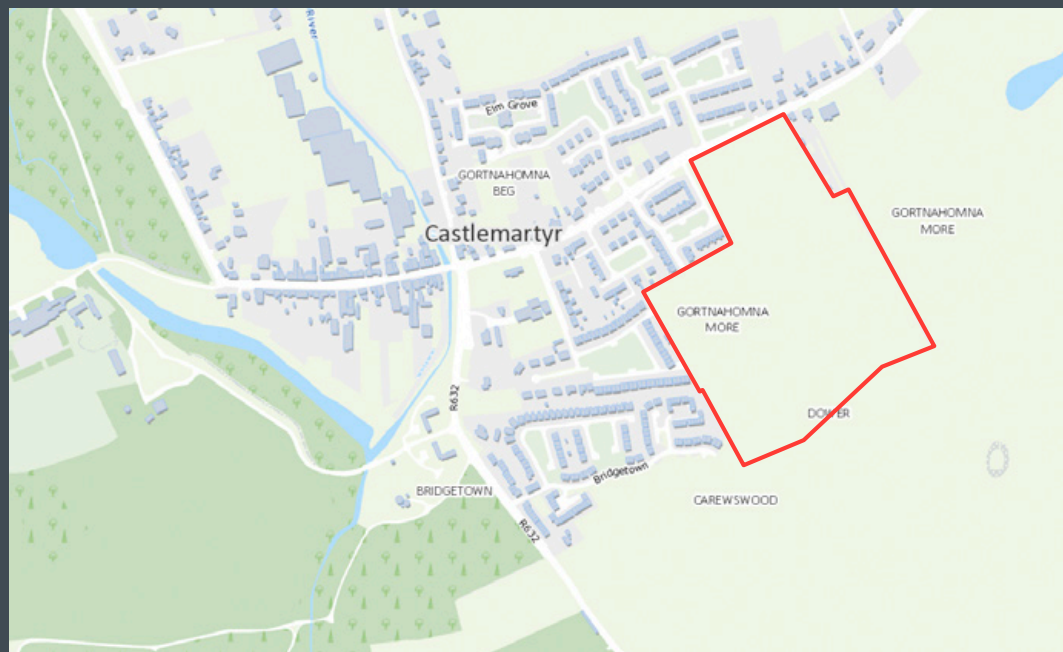 River
Elm Grove
GORTNAHOMNA
BEG
Castlemartyr
GORTNAHOMNA
MORE
GORTNAHOMNA
MORE
R632
DOWER
Bridgetown
BRIDGETOWN
CAREWSWOOD
R632